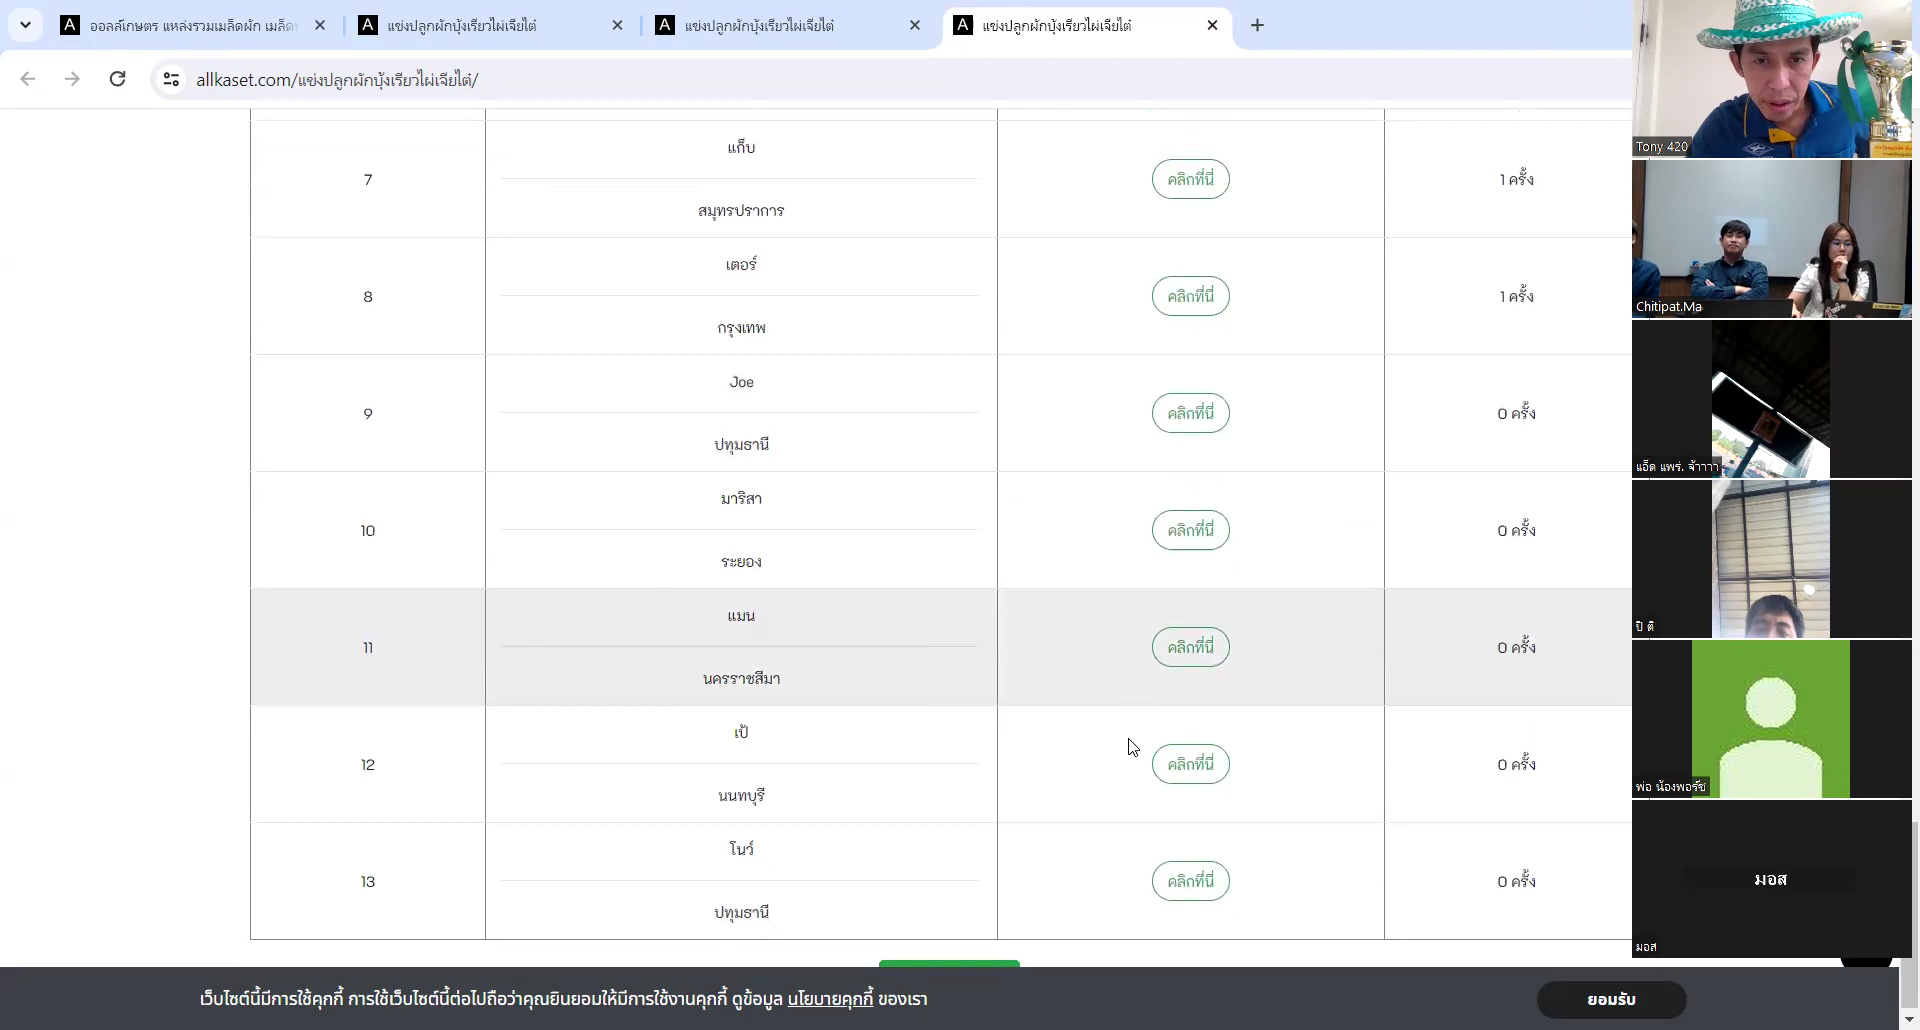 ออลล์เกษตร แหล่งรวมเมล็ดผัก เมล็ด
แข่งปลูกผักบุ้งเรียวไผ่เจียไต๋
แข่งปลูกผักบุ้งเรียวไผ่เจียไต๋
แข่งปลูกผักบุ้งเรียวไผ่เจียไต๋
allkaset.com/แข่งปลูกผักบุ้งเรียวไผ่เจียไต๋/
7
แก็บ
สมุทรปราการ
คลิกที่นี่
1 ครั้ง
8
เตอร์
กรุงเทพ
คลิกที่นี่
1 ครั้ง
9
Joe
ปทุมธานี
คลิกที่นี่
0 ครั้ง
10
มาริสา
ระยอง
คลิกที่นี่
0 ครั้ง
11
แมน
นครราชสีมา
คลิกที่นี่
0 ครั้ง
12
เป้
นนทบุรี
คลิกที่นี่
0 ครั้ง
13
โนว์
ปทุมธานี
คลิกที่นี่
0 ครั้ง
เว็บไซต์นี้มีการใช้คุกกี้ การใช้เว็บไซต์นี้ต่อไปถือว่าคุณยินยอมให้มีการใช้งานคุกกี้ ดูข้อมูล นโยบายคุกกี้ ของเรา
ยอมรับ
Tony 420
Chitipat.Ma
แอ็ด แพร่. จ้าาาา
ปิ ติ
พ่อ น้องพอร์ช
มอส
มอส